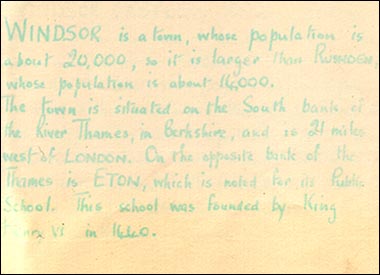 WINDSOR is a town, whose population is
about 20,000, so it is larger than RUSHDEN,
whose population is about 16,000.
The town is situated on the South bank of
the River Thames, in Berkshire, and is 21 miles
west of LONDON. On the opposite bank of the
Thames is ETON, which is noted for its Public
School. This school was founded by King
VI in 1440.